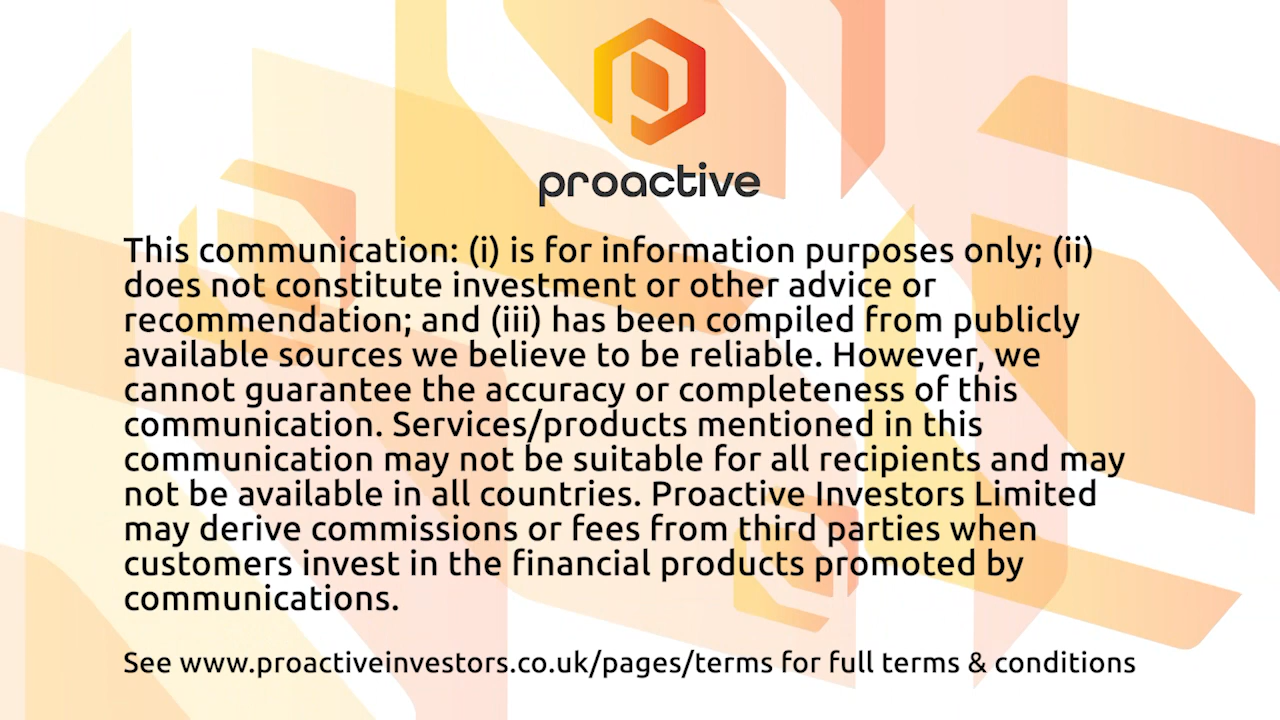 proactive
This communication: (i) is for information purposes only; (ii)
does not constitute investment or other advice or
recommendation; and (iii) has been compiled from publicly
available sources we believe to be reliable. However, we
cannot guarantee the accuracy or completeness of this
communication. Services/products mentioned in this
communication may not be suitable for all recipients and may
not be available in all countries. Proactive Investors Limited
may derive commissions or fees from third parties when
customers invest in the financial products promoted by
communications.
See www.proactiveinvestors.co.uk/pages/terms for full terms & conditions